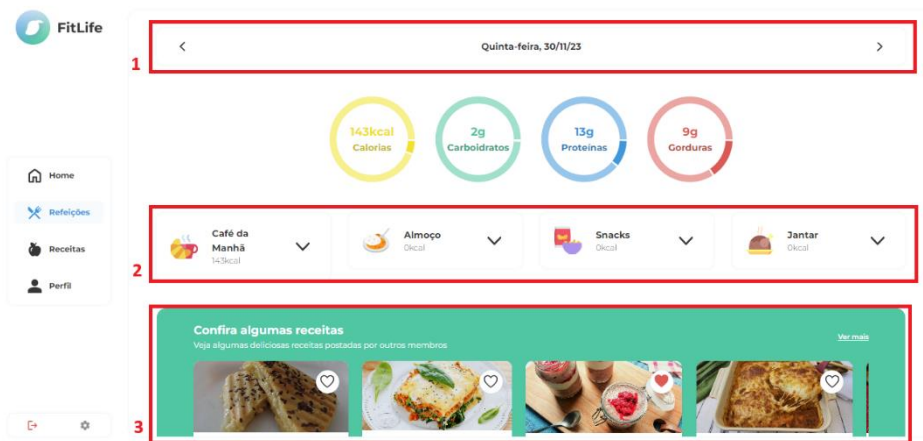 FitLife
1
Quinta-feira, 30/11/23
143kcal
Calorias
2g
Carboidratos
13g
Proteínas
9g
Gorduras
Home
Refeições
Receitas
Perfil
2
Café da
Manhã
143kcal
Almoço
0kcal
Snacks
0kcal
Jantar
0kcal
3
Confira algumas receitas
Veja algumas deliciosas receitas postadas por outros membros
Ver mais